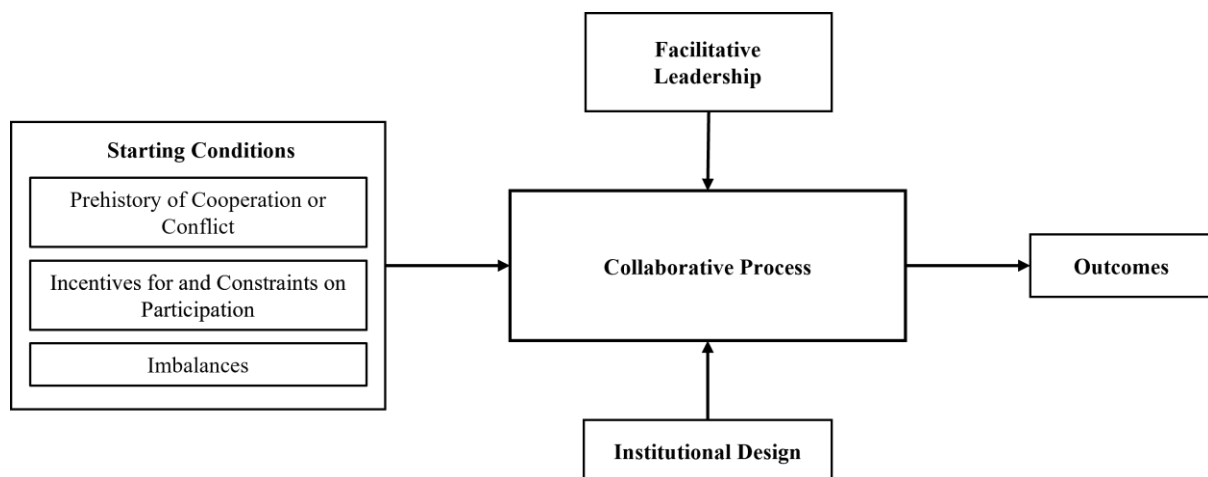 Facilitative
Leadership
Starting Conditions
Prehistory of Cooperation or
Conflict
Incentives for and Constraints on
Participation
Imbalances
Collaborative Process
Outcomes
Institutional Design